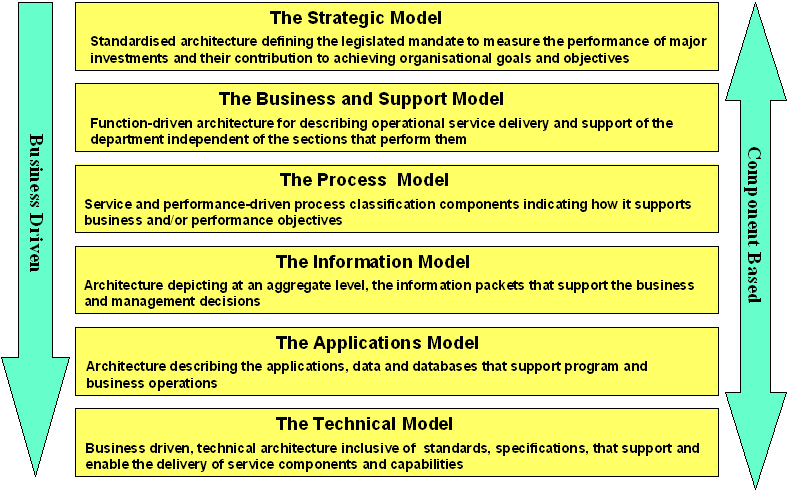 The Strategic Model
Standardised architecture defining the legislated mandate to measure the performance of major
investments and their contribution to achieving organisational goals and objectives
The Business and Support Model
Function-driven architecture for describing operational service delivery and support of the
department independent of the sections that perform them
The Process Model
Service and performance-driven process classification components indicating how it supports
business and/or performance objectives
The Information Model
Architecture depicting at an aggregate level, the information packets that support the business
and management decisions
The Applications Model
Architecture describing the applications, data and databases that support program and
business operations
The Technical Model
Business driven, technical architecture inclusive of standards, specifications, that support and
enable the delivery of service components and capabilities
Business Driven
Component Based